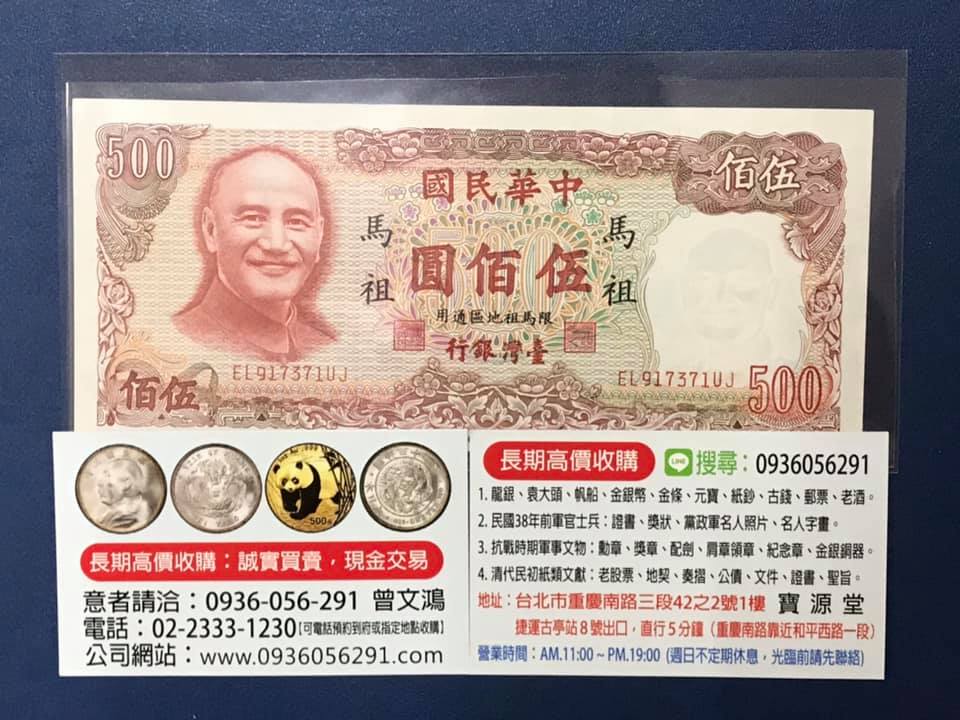 500
佰伍
國民華中
馬祖
馬祖
圓佰伍
用通區地祖馬限
行銀灣臺
EL917371UJ
EL917371UJ
佰伍
500
長期高價收購：誠實買賣，現金交易
意者請洽：0936-056-291 曾文鴻
電話：02-2333-1230【可電話預約到府或指定地點收購】
公司網站：www.0936056291.com
長期高價收購 LINE 搜尋：0936056291
1. 龍銀、袁大頭、帆船、金銀幣、金條、元寶、紙鈔、古錢、郵票、老酒。
2. 民國38年前軍官士兵：證書、獎狀、黨政軍名人照片、名人字畫。
3. 抗戰時期軍事文物：勳章、獎章、配劍、肩章領章、紀念章、金銀銅器。
4. 清代民初紙類文獻：老股票、地契、奏摺、公債、文件、證書、聖旨。
地址：台北市重慶南路三段42之2號1樓 寶源堂
捷運古亭站8號出口，直行5分鐘（重慶南路靠近和平西路一段）
營業時間：AM.11:00~PM.19:00 (週日不定期休息，光臨前請先聯絡)